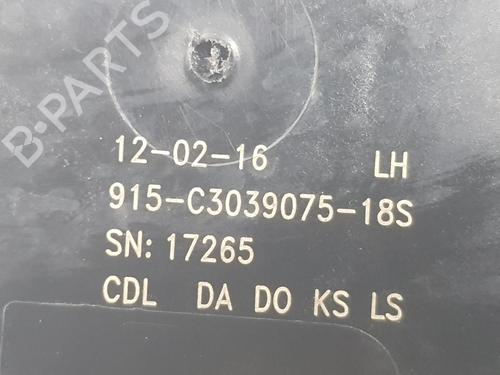 B-PARTS
12-02-16 LH
915-C3039075-18S
SN: 17265
CDL DA DO KS LS